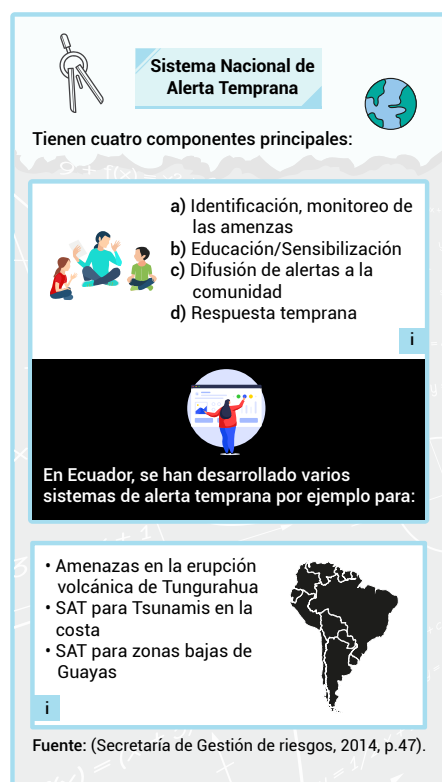 Sistema Nacional de
Alerta Temprana
Tienen cuatro componentes principales:
a) Identificación, monitoreo de
las amenzas
b) Educación/Sensibilización
c) Difusión de alertas a la
comunidad
d) Respuesta temprana
i
En Ecuador, se han desarrollado varios
sistemas de alerta temprana por ejemplo para:
• Amenazas en la erupción
volcánica de Tungurahua
• SAT para Tsunamis en la
costa
• SAT para zonas bajas de
Guayas
i
Fuente: (Secretaría de Gestión de riesgos, 2014, p.47).